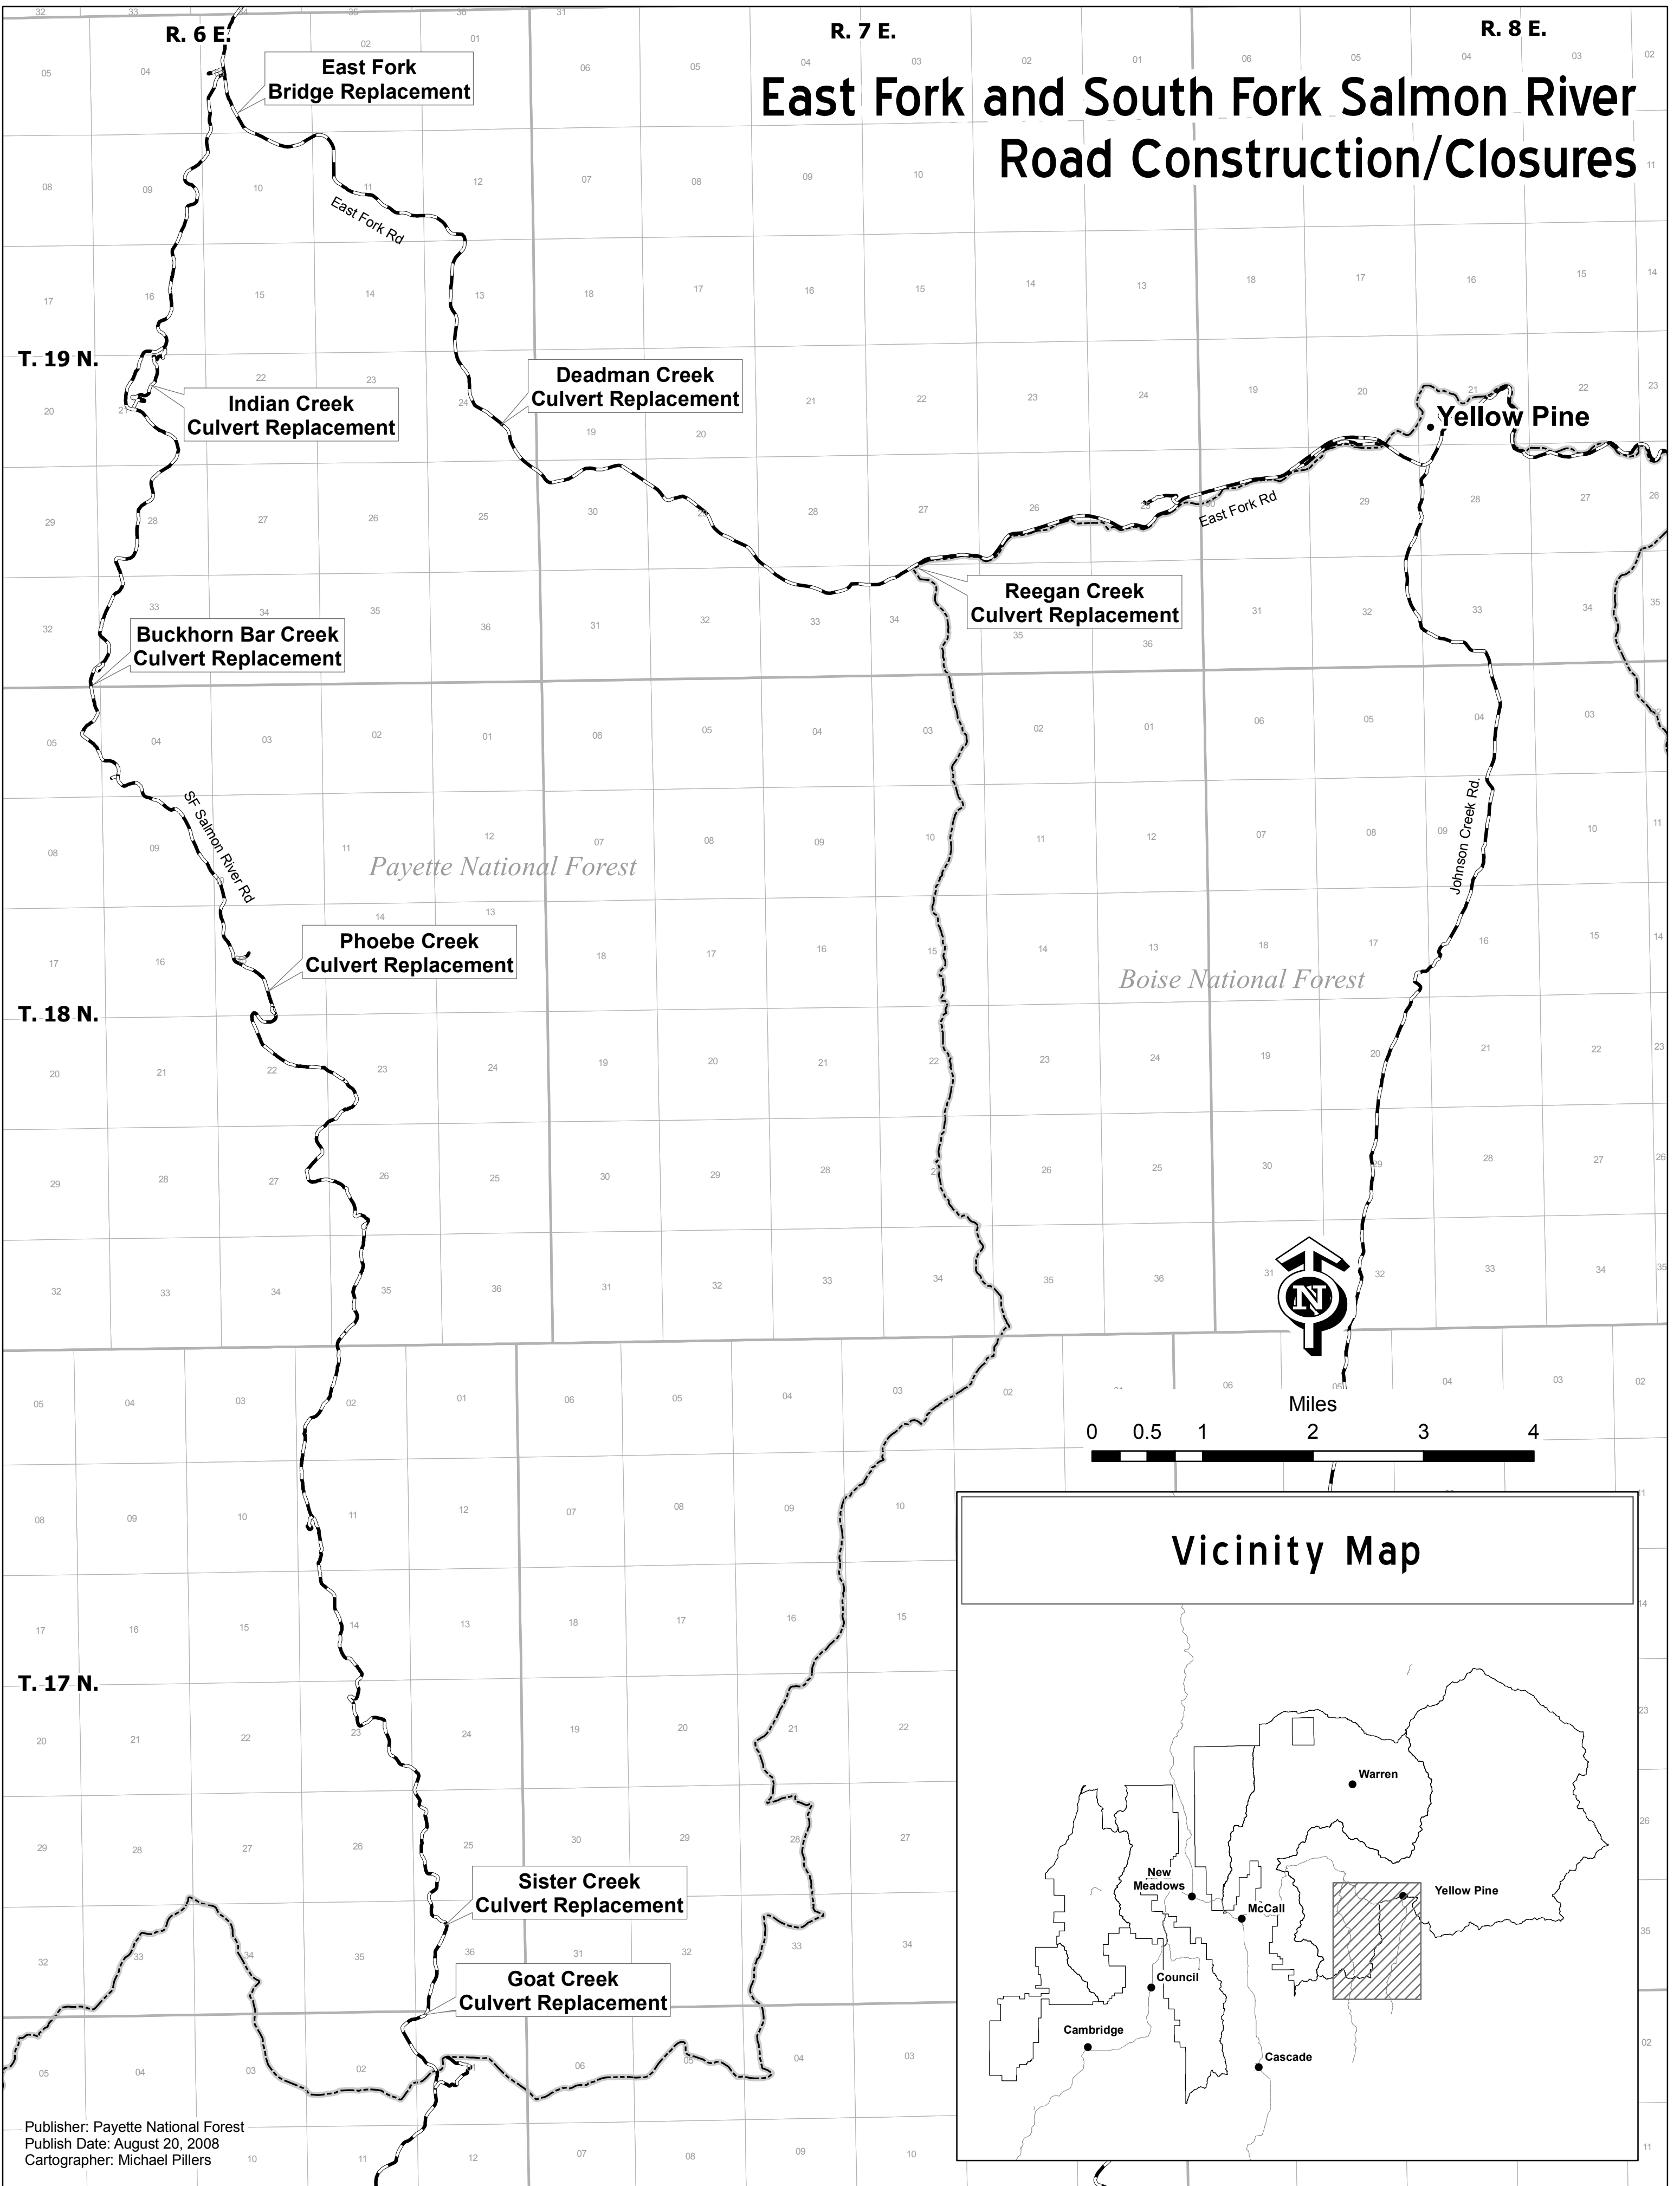 R. 6 E.
R. 7 E.
R. 8 E.
East Fork and South Fork Salmon River
Road Construction/Closures
East Fork
Bridge Replacement
East Fork Rd
T. 19 N.
Indian Creek
Culvert Replacement
Deadman Creek
Culvert Replacement
Yellow Pine
East Fork Rd
Reegan Creek
Culvert Replacement
Buckhorn Bar Creek
Culvert Replacement
SF Salmon River Rd
Johnson Creek Rd.
Payette National Forest
Phoebe Creek
Culvert Replacement
Boise National Forest
T. 18 N.
N
Miles
0 0.5 1 2 3 4
T. 17 N.
Sister Creek
Culvert Replacement
Goat Creek
Culvert Replacement
Vicinity Map
Warren
New
Meadows
McCall
Yellow Pine
Council
Cambridge
Cascade
Publisher: Payette National Forest
Publish Date: August 20, 2008
Cartographer: Michael Pillers